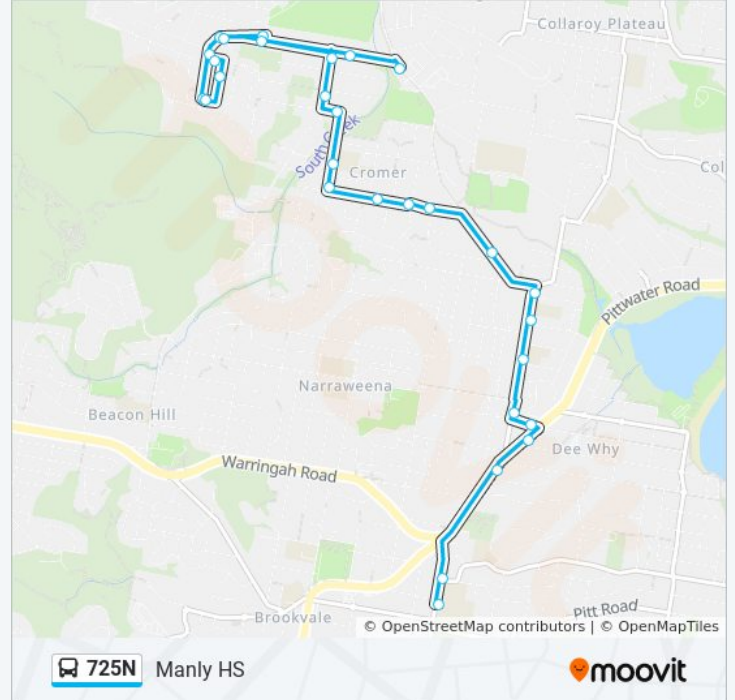 Collaroy Plateau
South Creek
Cromer
Col
Pittwater Road
Narraweena
Beacon Hill
Dee Why
Warringah Road
Pitt Road
Brookvale
© OpenStreetMap contributors | © OpenMapTiles
725N Manly HS
moovit